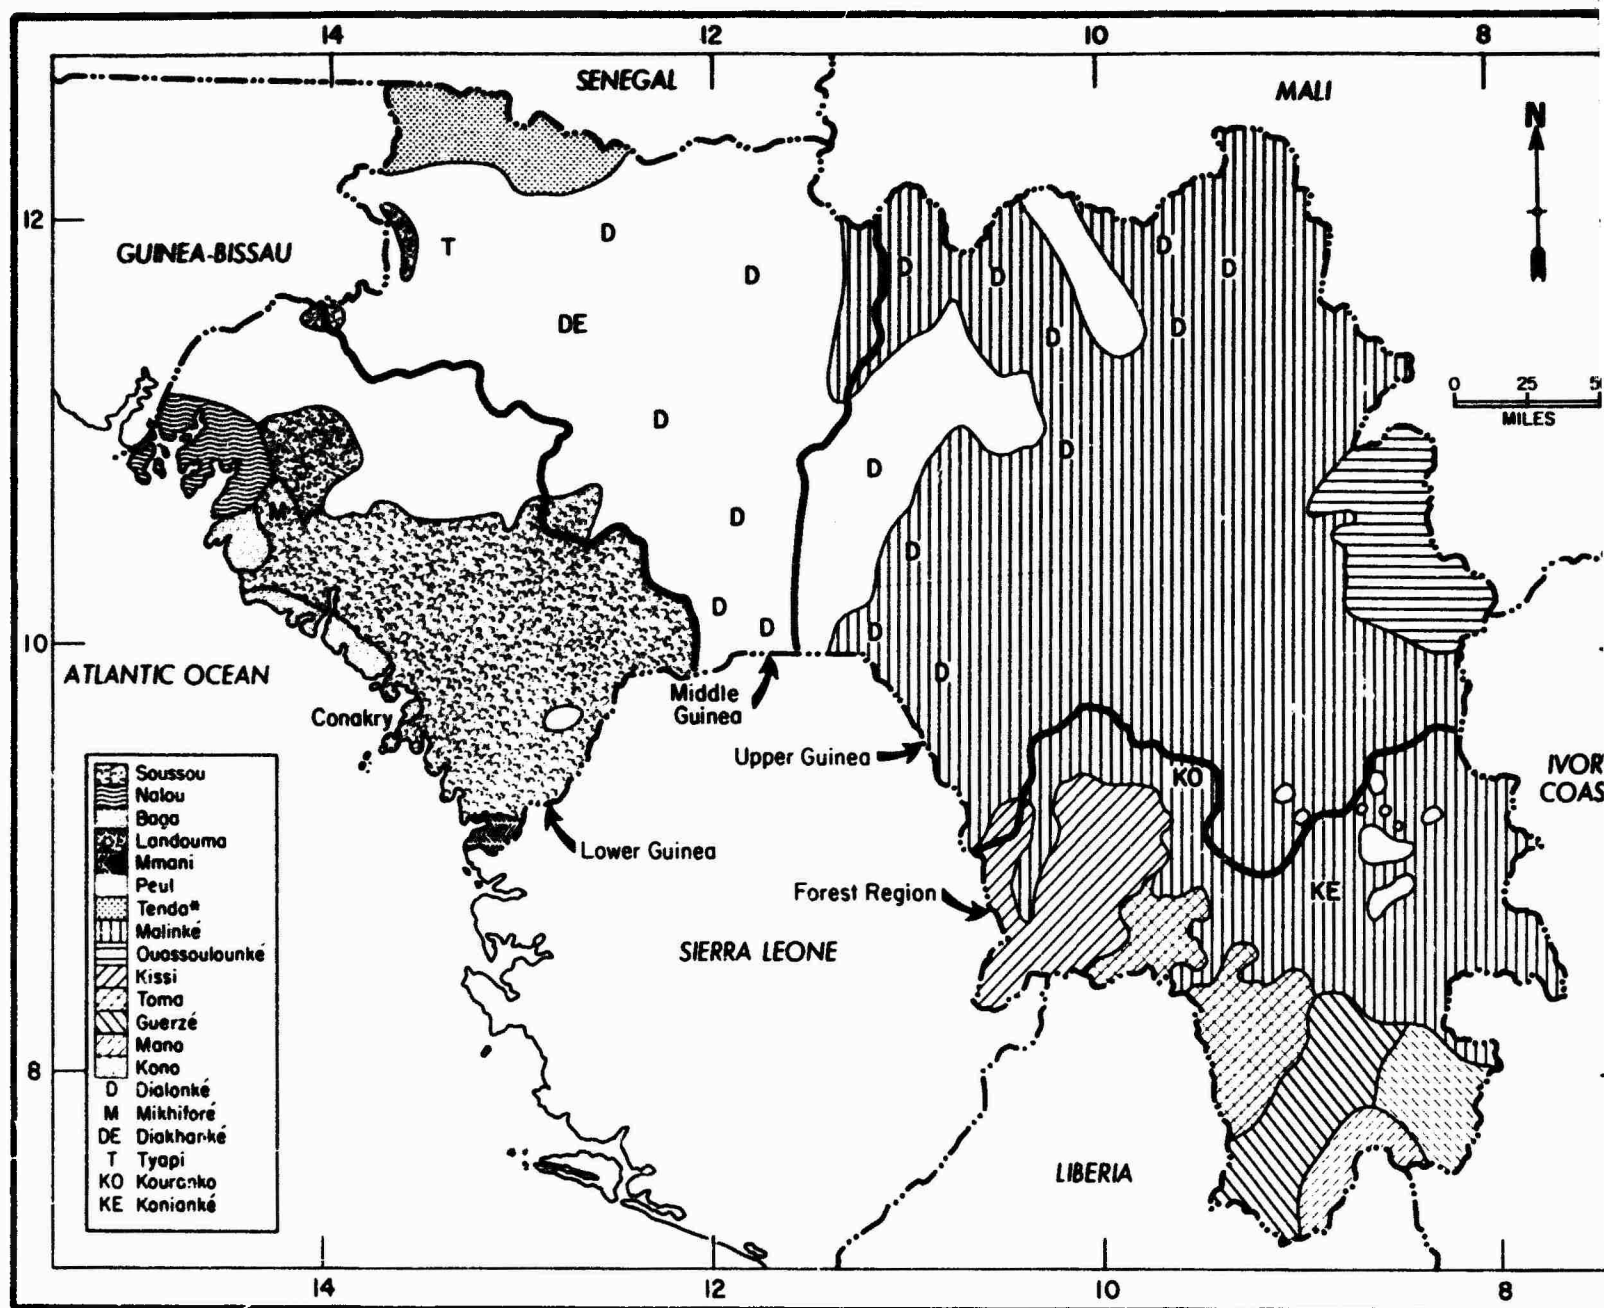 14 12 10 8
SENEGAL
MALI
N
12
GUINEA-BISSAU
T
D
D
D
D
D
D
D
DE
D
D
0 25
MILES
D
D
D
M
D
D
D
10
D
D
D
ATLANTIC OCEAN
D
Middle
Guinea
Conakry
Upper Guinea
KO
Lower Guinea
KE
Forest Region
SIERRA LEONE
LIBERIA
Soussou
Nalou
Baga
Landouma
Mmani
Peul
Tenda*
Malinké
Ouassoulounké
Kissi
Toma
Guerzé
Mano
Kono
D Dialonké
M Mikhiforé
DE Diakhanké
T Tyapi
KO Kouranko
KE Konianké
8
14 12 10 8